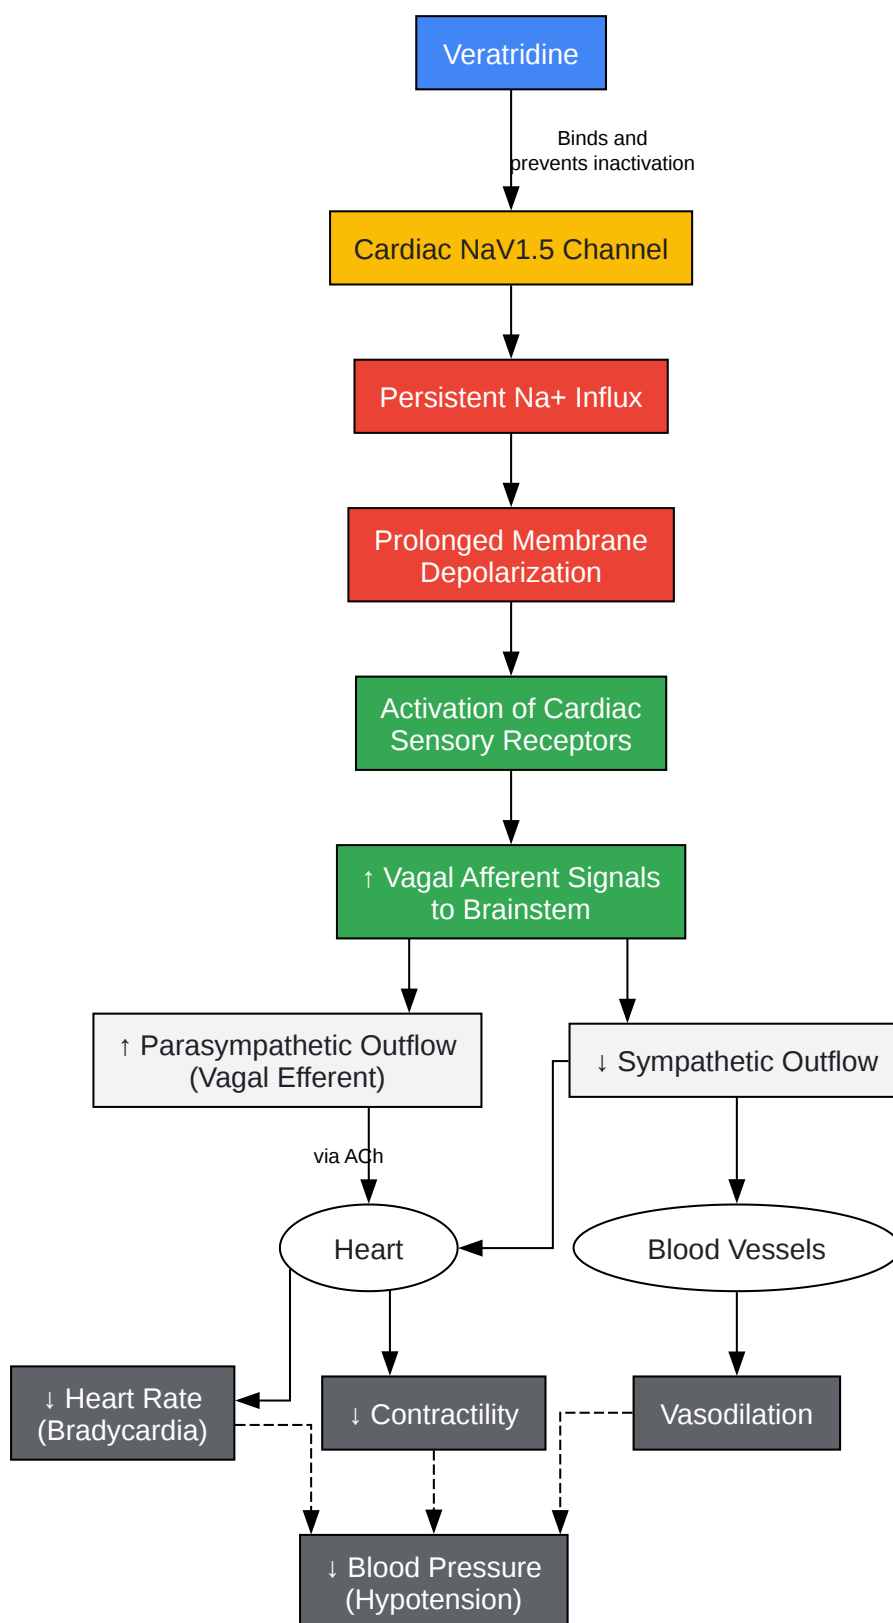 Veratridine
Binds and
prevents inactivation
Cardiac NaV1.5 Channel
Persistent Na+ Influx
Prolonged Membrane
Depolarization
Activation of Cardiac
Sensory Receptors
↑ Vagal Afferent Signals
to Brainstem
↑ Parasympathetic Outflow
(Vagal Efferent)
↓ Sympathetic Outflow
via ACh
Heart
Blood Vessels
↓ Heart Rate
(Bradycardia)
↓ Contractility
Vasodilation
↓ Blood Pressure
(Hypotension)